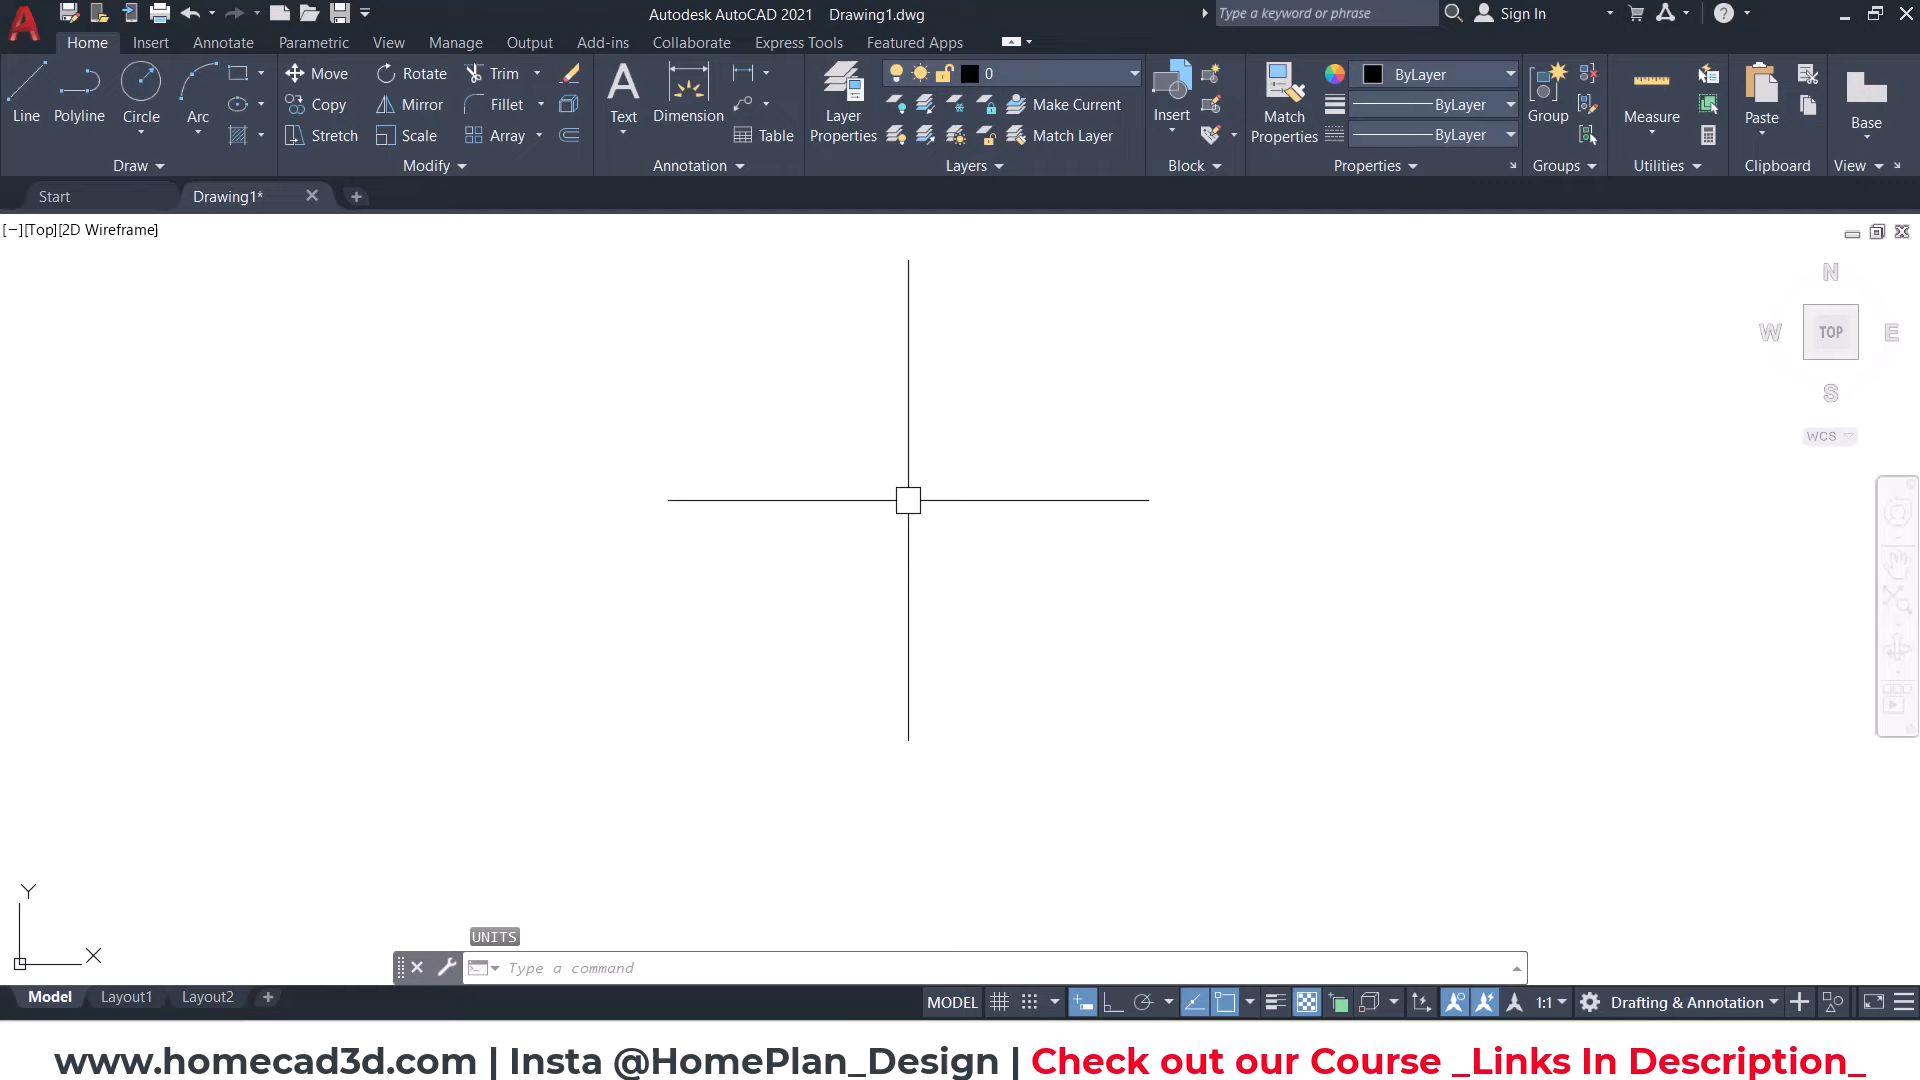 Autodesk AutoCAD 2021 Drawing1.dwg
Type a keyword or phrase
Sign In
Home Insert Annotate Parametric View Manage Output Add-ins Collaborate Express Tools Featured Apps
Line Polyline Circle Arc
Move Rotate Trim
Copy Mirror Fillet
Stretch Scale Array
Text Dimension Table
Layer Properties
0
Make Current
Match Layer
Insert
Match Properties
ByLayer
ByLayer
ByLayer
Group
Measure
Paste
Base
Draw Modify Annotation Layers Block Properties Groups Utilities Clipboard View
Start Drawing1*
[−][Top][2D Wireframe]
N
W TOP E
S
WCS
Y
X
UNITS
Type a command
Model Layout1 Layout2
MODEL 1:1 Drafting & Annotation
www.homecad3d.com | Insta @HomePlan_Design | Check out our Course _Links In Description_